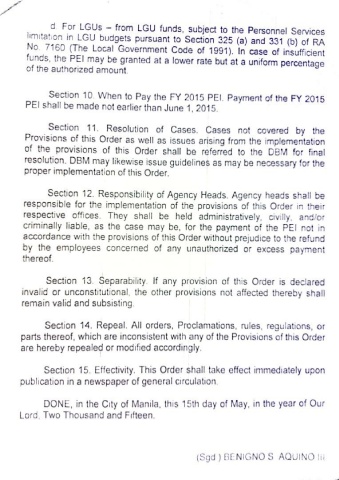 d. For LGUs – from LGU funds, subject to the Personnel Services
limitation in LGU budgets pursuant to Section 325 (a) and 331 (b) of RA
No. 7160 (The Local Government Code of 1991). In case of insufficient
funds, the PEI may be granted at a lower rate but at a uniform percentage
of the authorized amount.
Section 10. When to Pay the FY 2015 PEI. Payment of the FY 2015
PEI shall be made not earlier than June 1, 2015.
Section 11. Resolution of Cases. Cases not covered by the
Provisions of this Order as well as issues arising from the implementation
of the provisions of this Order shall be referred to the DBM for final
resolution. DBM may likewise issue guidelines as may be necessary for the
proper implementation of this Order.
Section 12. Responsibility of Agency Heads. Agency heads shall be
responsible for the implementation of the provisions of this Order in their
respective offices. They shall be held administratively, civilly, and/or
criminally liable, as the case may be, for the payment of the PEI not in
accordance with the provisions of this Order without prejudice to the refund
by the employees concerned of any unauthorized or excess payment
thereof.
Section 13. Separability. If any provision of this Order is declared
invalid or unconstitutional, the other provisions not affected thereby shall
remain valid and subsisting.
Section 14. Repeal. All orders, Proclamations, rules, regulations, or
parts thereof, which are inconsistent with any of the Provisions of this Order
are hereby repealed or modified accordingly.
Section 15. Effectivity. This Order shall take effect immediately upon
publication in a newspaper of general circulation.
DONE, in the City of Manila, this 15th day of May, in the year of Our
Lord, Two Thousand and Fifteen.
(Sgd.) BENIGNO S. AQUINO III